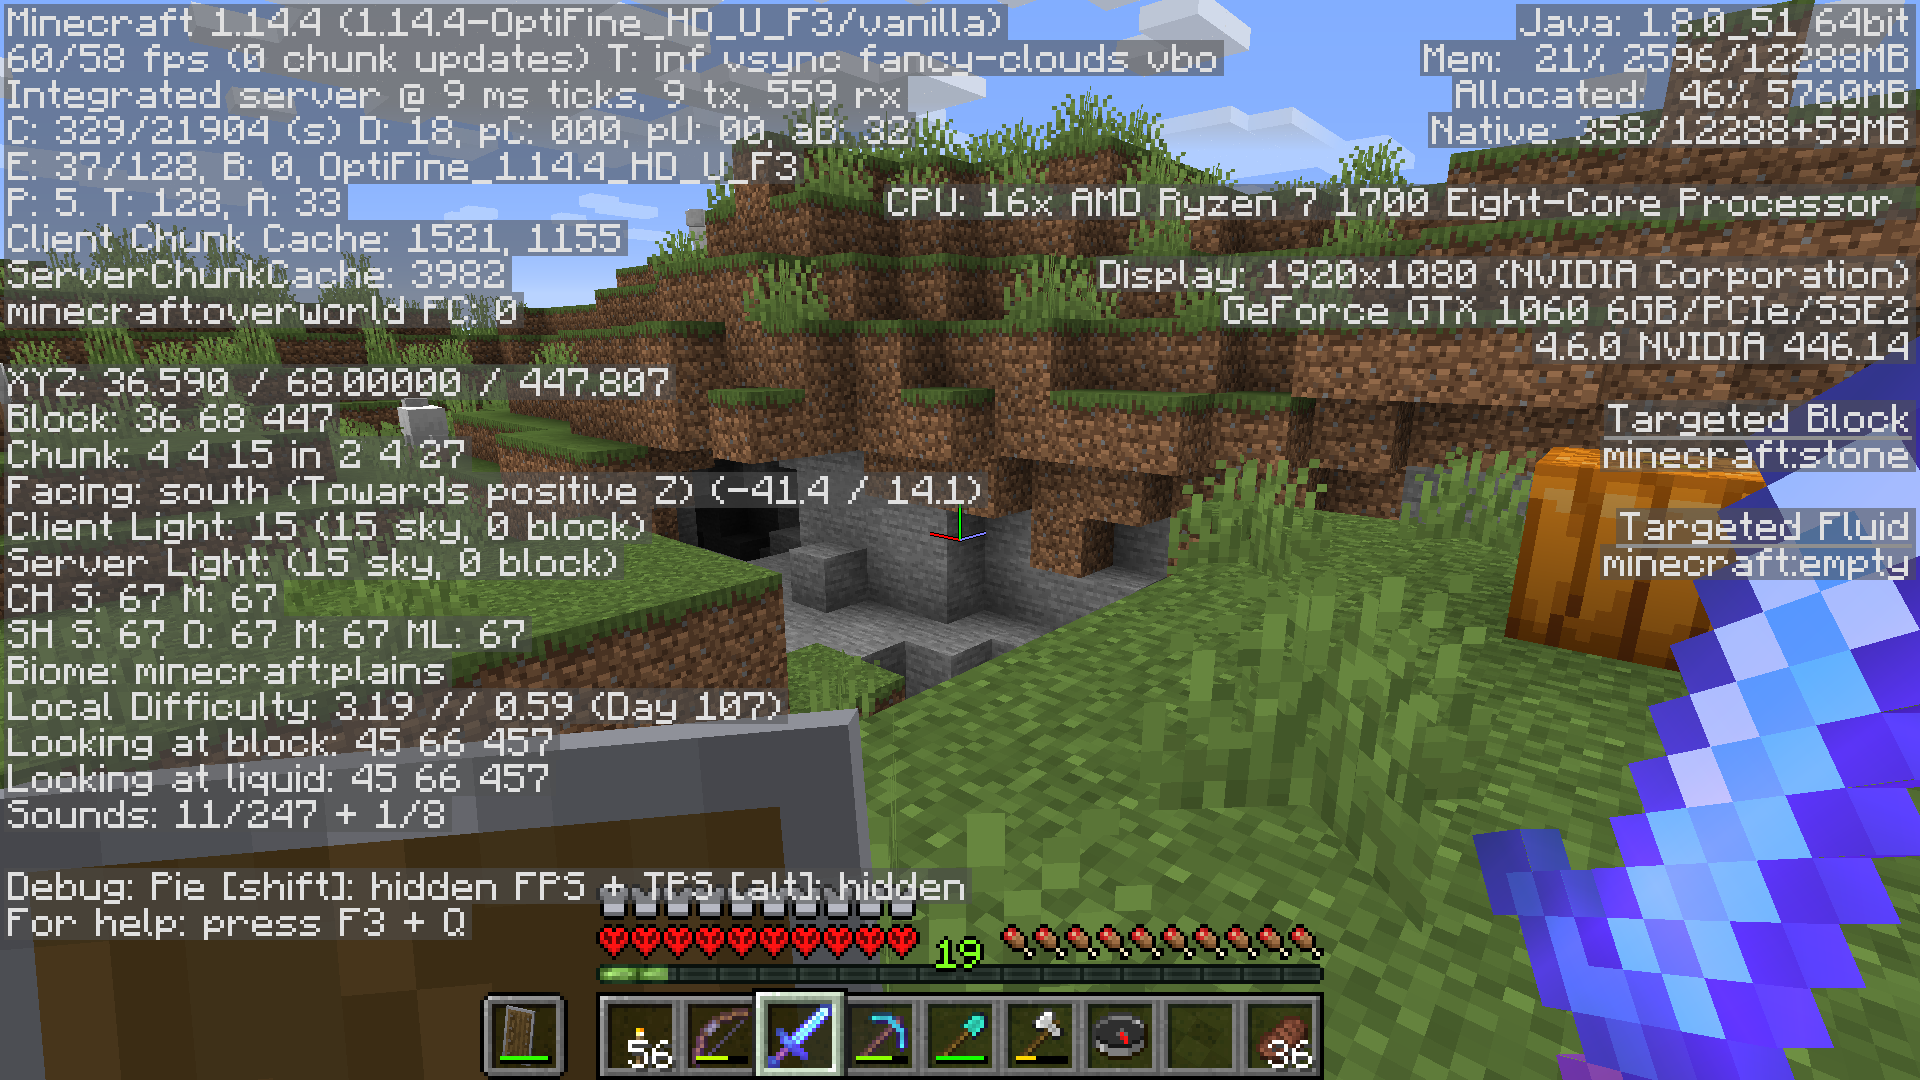 Minecraft 1.14.4 (1.14.4-OptiFine_HD_U_F3/vanilla)
60/58 fps (0 chunk updates) T: inf vsync fancy-clouds vbo
Integrated server @ 9 ms ticks, 9 tx, 559 rx
C: 329/21904 (s) D: 18, pC: 000, pU: 00, aB: 32
E: 37/128, B: 0, OptiFine_1.14.4_HD_U_F3
P: 5. T: 128, A: 33
Client Chunk Cache: 1521, 1155
ServerChunkCache: 3982
minecraft:overworld FC: 0
XYZ: 36.590 / 68.00000 / 447.807
Block: 36 68 447
Chunk: 4 4 15 in 2 4 27
Facing: south (Towards positive Z) (-41.4 / 14.1)
Client Light: 15 (15 sky, 0 block)
Server Light: (15 sky, 0 block)
CH S: 67 M: 67
SH S: 67 O: 67 M: 67 ML: 67
Biome: minecraft:plains
Local Difficulty: 3.19 // 0.59 (Day 107)
Looking at block: 45 66 457
Looking at liquid: 45 66 457
Sounds: 11/247 + 1/8
Debug: Pie [shift]: hidden FPS + TPS [alt]: hidden
For help: press F3 + Q
Java: 1.8.0_51 64bit
Mem: 21% 2596/12288MB
Allocated: 46% 5760MB
Native: 358/12288+59MB
CPU: 16x AMD Ryzen 7 1700 Eight-Core Processor
Display: 1920x1080 (NVIDIA Corporation)
GeForce GTX 1060 6GB/PCIe/SSE2
4.6.0 NVIDIA 446.14
Targeted Block
minecraft:stone
Targeted Fluid
minecraft:empty
19
56
36